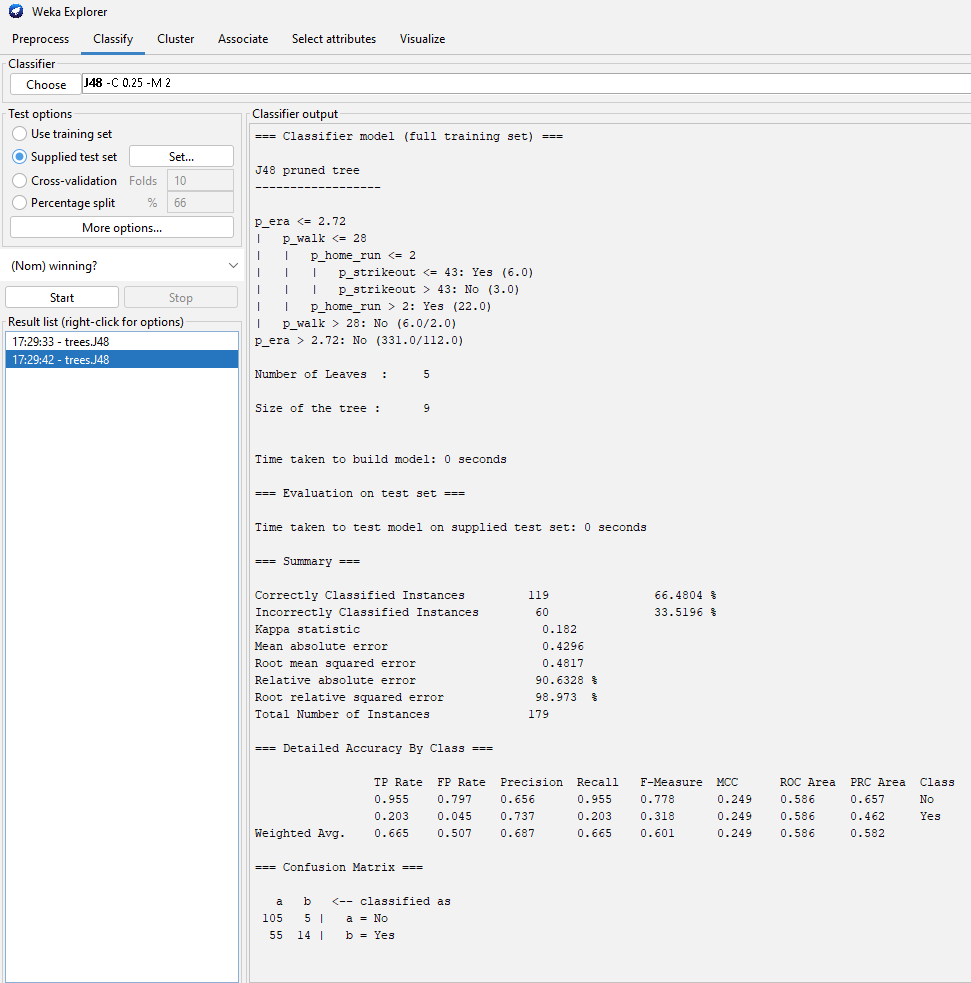 Weka Explorer
Preprocess Classify Cluster Associate Select attributes Visualize
Classifier
Choose J48 -C 0.25 -M 2
Test options
Use training set
Supplied test set Set...
Cross-validation Folds 10
Percentage split % 66
More options...
(Nom) winning?
Start Stop
Result list (right-click for options)
17:29:33 - trees.J48
17:29:42 - trees.J48
Classifier output
=== Classifier model (full training set) ===
J48 pruned tree
------------------
p_era <= 2.72
|   p_walk <= 28
|   |   p_home_run <= 2
|   |   |   p_strikeout <= 43: Yes (6.0)
|   |   |   p_strikeout > 43: No (3.0)
|   |   p_home_run > 2: Yes (22.0)
|   p_walk > 28: No (6.0/2.0)
p_era > 2.72: No (331.0/112.0)
Number of Leaves  :     5
Size of the tree :      9
Time taken to build model: 0 seconds
=== Evaluation on test set ===
Time taken to test model on supplied test set: 0 seconds
=== Summary ===
Correctly Classified Instances         119               66.4804 %
Incorrectly Classified Instances        60               33.5196 %
Kappa statistic                          0.182
Mean absolute error                      0.4296
Root mean squared error                  0.4817
Relative absolute error                 90.6328 %
Root relative squared error             98.973  %
Total Number of Instances              179
=== Detailed Accuracy By Class ===
                 TP Rate  FP Rate  Precision  Recall   F-Measure  MCC      ROC Area  PRC Area  Class
                 0.955    0.797    0.656      0.955    0.778      0.249    0.586     0.657     No
                 0.203    0.045    0.737      0.203    0.318      0.249    0.586     0.462     Yes
Weighted Avg.    0.665    0.507    0.687      0.665    0.601      0.249    0.586     0.582
=== Confusion Matrix ===
   a   b   <-- classified as
 105   5 |   a = No
  55  14 |   b = Yes